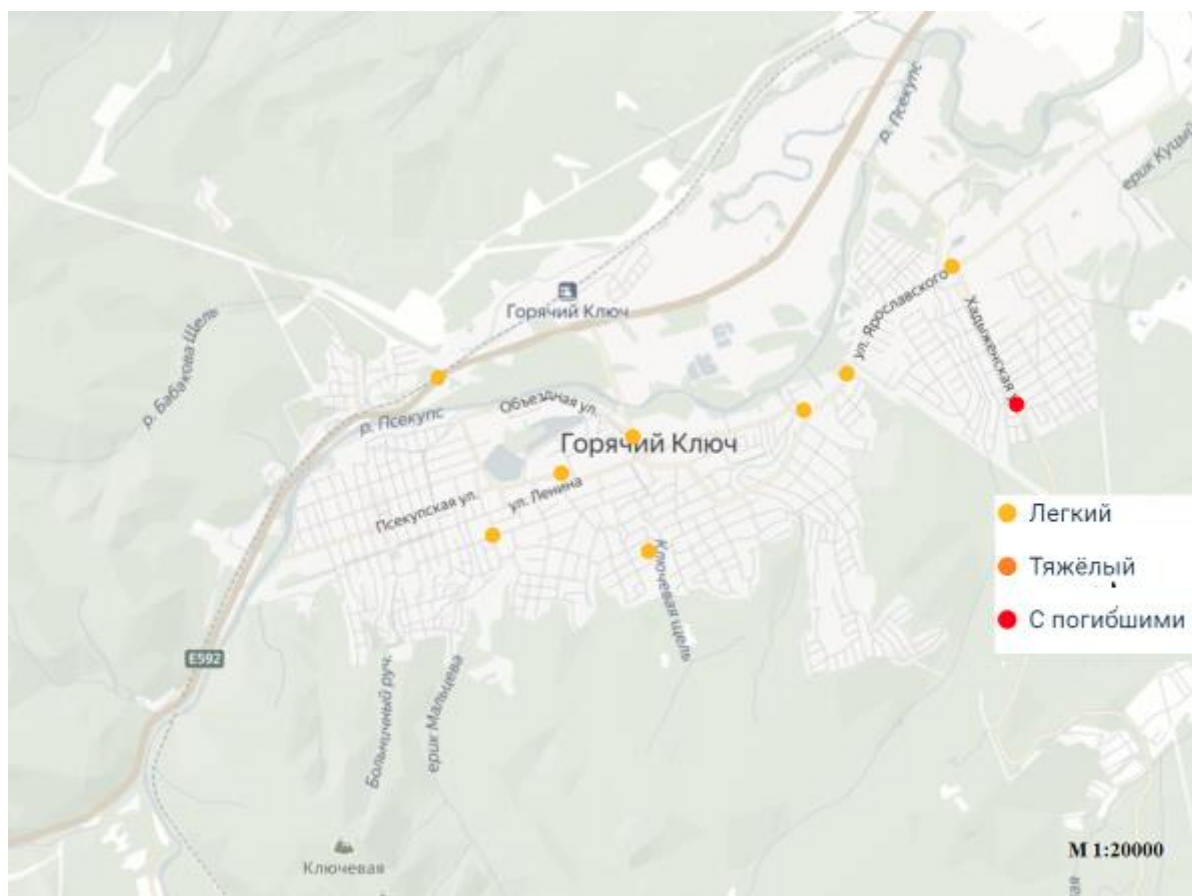 р. Псекупс
ерик Куцый
р. Бабакова Щель
Горячий Ключ
ул. Ярославского
Хадыженская
р. Псекупс
Объездная ул.
Горячий Ключ
Псекупская ул.
ул. Ленина
Ключевая щель
Легкий
Тяжёлый
С погибшими
E592
Больничный руч.
ерик Мальцева
Ключевая
М 1:20000